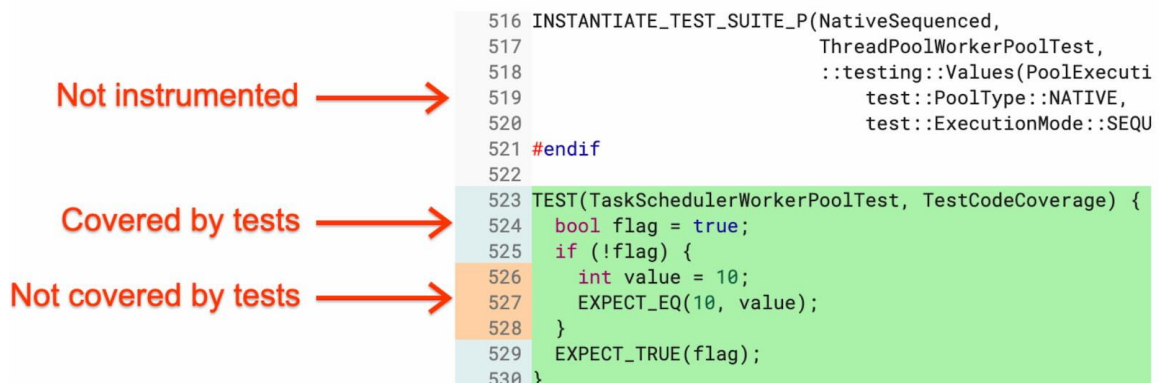 516 INSTANTIATE_TEST_SUITE_P(NativeSequenced,
517 ThreadPoolWorkerPoolTest,
518 ::testing::Values(PoolExecuti
Not instrumented
519 test::PoolType::NATIVE,
520 test::ExecutionMode::SEQU
521 #endif
522
523 TEST(TaskSchedulerWorkerPoolTest, TestCodeCoverage) {
Covered by tests
524 bool flag = true;
525 if (!flag) {
526 int value = 10;
Not covered by tests
527 EXPECT_EQ(10, value);
528 }
529 EXPECT_TRUE(flag);
530 }